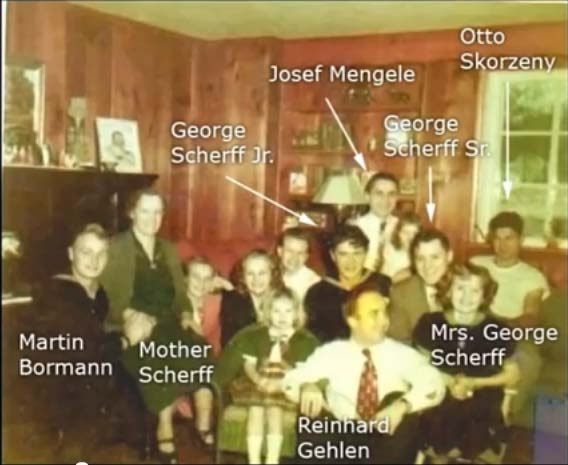 Otto
Skorzeny
Josef Mengele
George
Scherff Jr.
George
Scherff Sr.
Martin
Bormann
Mother
Scherff
Mrs. George
Scherff
Reinhard
Gehlen